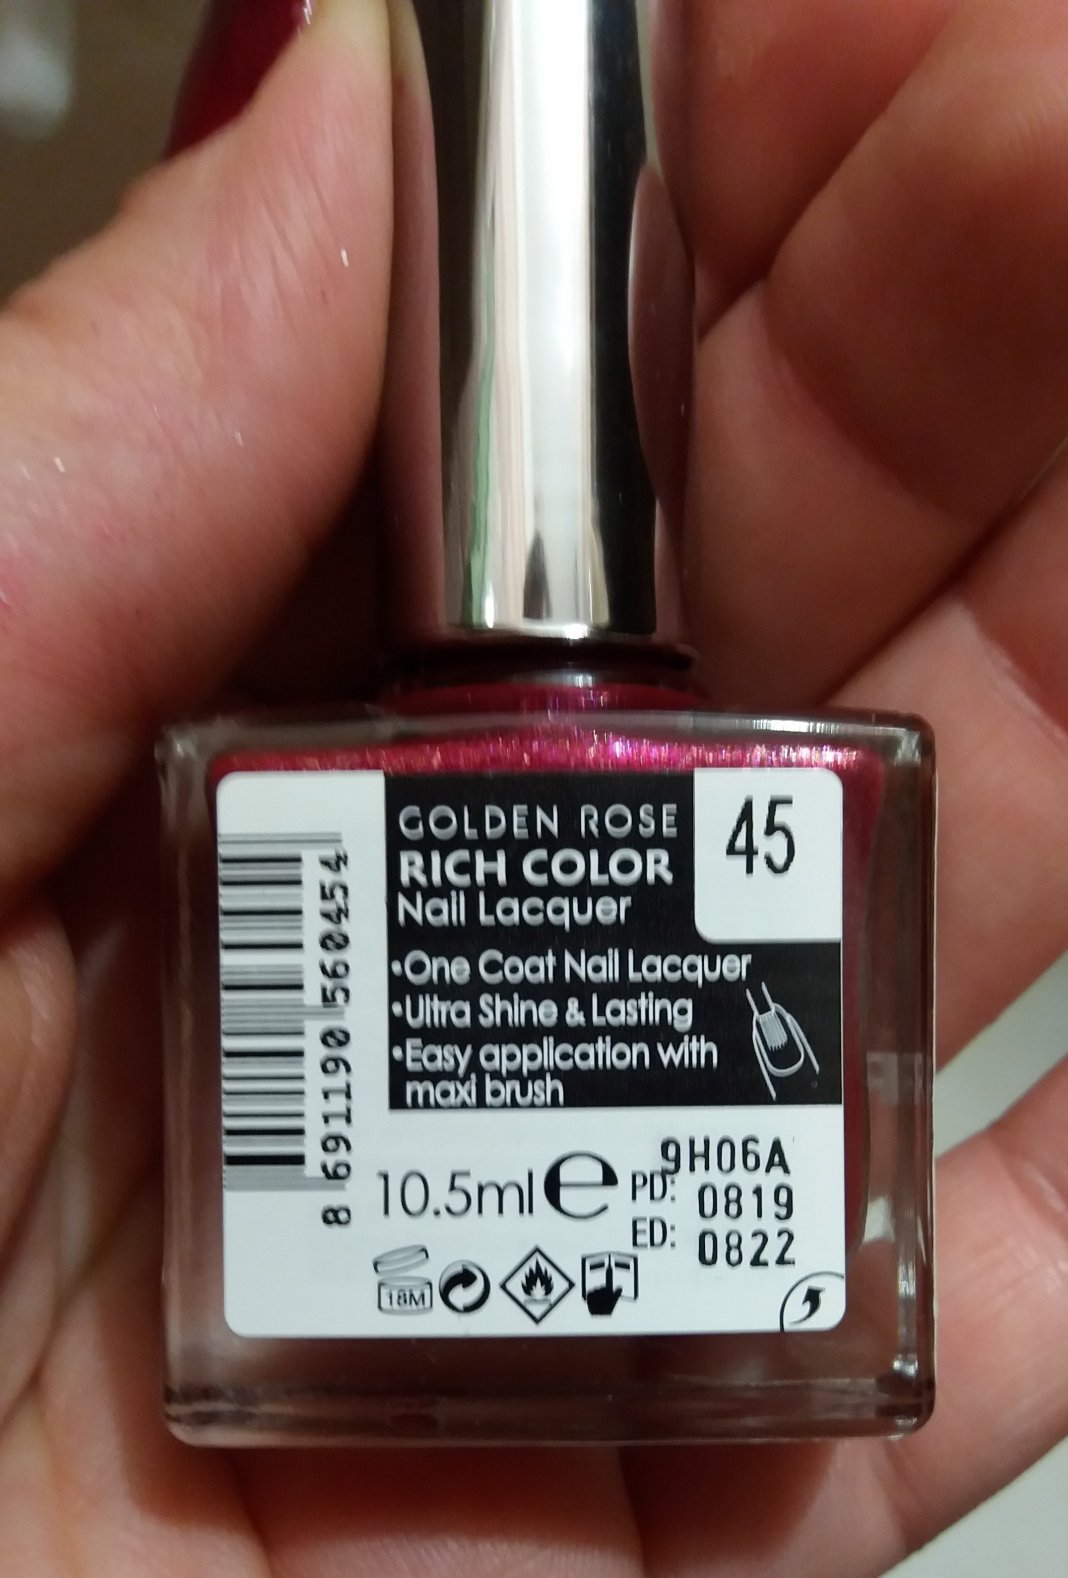 GOLDEN ROSE
RICH COLOR
Nail Lacquer
45
•One Coat Nail Lacquer
•Ultra Shine & Lasting
•Easy application with
maxi brush
8 691190 560454
10.5ml e
9H06A
PD: 0819
ED: 0822
18M